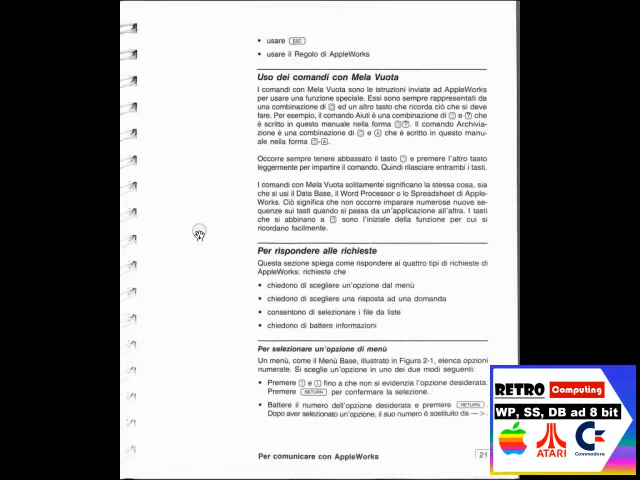 • usare ESC
• usare il Regolo di AppleWorks
Uso dei comandi con Mela Vuota
I comandi con Mela Vuota sono le istruzioni inviate ad AppleWorks
per usare una funzione speciale. Essi sono sempre rappresentati da
una combinazione di ed un altro tasto che ricorda ciò che si deve
fare. Per esempio, il comando Aiuti è una combinazione di e ? che
è scritto in questo manuale nella forma ?. Il comando Archivia-
zione è una combinazione di e A che è scritto in questo manu-
ale nella forma -A.
Occorre sempre tenere abbassato il tasto e premere l'altro tasto
leggermente per impartire il comando. Quindi rilasciare entrambi i tasti.
I comandi con Mela Vuota solitamente significano la stessa cosa, sia
che si usi il Data Base, il Word Processor o lo Spreadsheet di Apple-
Works. Ciò significa che non occorre imparare numerose nuove se-
quenze sui tasti quando si passa da un'applicazione all'altra. I tasti
che si abbinano a sono l'iniziale della funzione per cui si
ricordano facilmente.
Per rispondere alle richieste
Questa sezione spiega come rispondere ai quattro tipi di richieste di
AppleWorks: richieste che
• chiedono di scegliere un'opzione dal menù
• chiedono di scegliere una risposta ad una domanda
• consentono di selezionare i file da liste
• chiedono di battere informazioni
Per selezionare un'opzione di menù
Un menù, come il Menù Base, illustrato in Figura 2-1, elenca opzioni
numerate. Si sceglie un'opzione in uno dei due modi seguenti:
• Premere e fino a che non si evidenzia l'opzione desiderata.
Premere RETURN per confermare la selezione.
• Battere il numero dell'opzione desiderata e premere RETURN.
Dopo aver selezionato un'opzione, il suo numero è sostituito da —>.
Per comunicare con AppleWorks 21
RETRO Computing
WP, SS, DB ad 8 bit
ATARI
Commodore